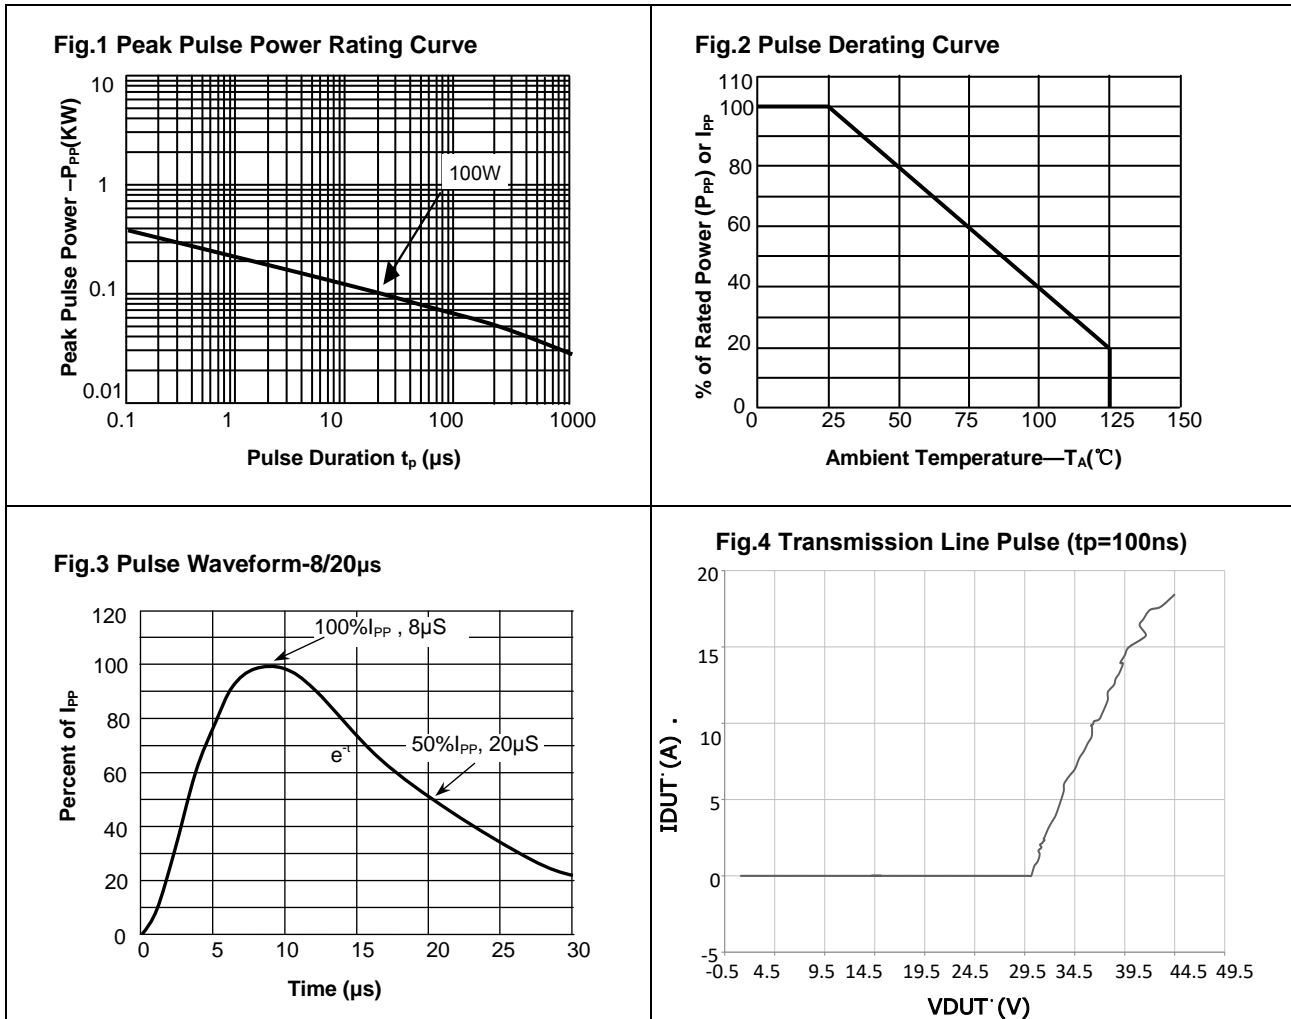 Fig.1 Peak Pulse Power Rating Curve
Peak Pulse Power –PPP(KW)
10
1
0.1
0.01
100W
0.1 1 10 100 1000
Pulse Duration tp (µs)
Fig.2 Pulse Derating Curve
% of Rated Power (PPP) or IPP
110
100
80
60
40
20
0
0 25 50 75 100 125 150
Ambient Temperature—TA(℃)
Fig.3 Pulse Waveform-8/20µs
Percent of IPP
120
100
80
60
40
20
0
100%IPP , 8µS
e-t
50%IPP, 20µS
0 5 10 15 20 25 30
Time (µs)
Fig.4 Transmission Line Pulse (tp=100ns)
IDUT˙(A) .
20
15
10
5
0
-5
-0.5 4.5 9.5 14.5 19.5 24.5 29.5 34.5 39.5 44.5 49.5
VDUT˙(V)